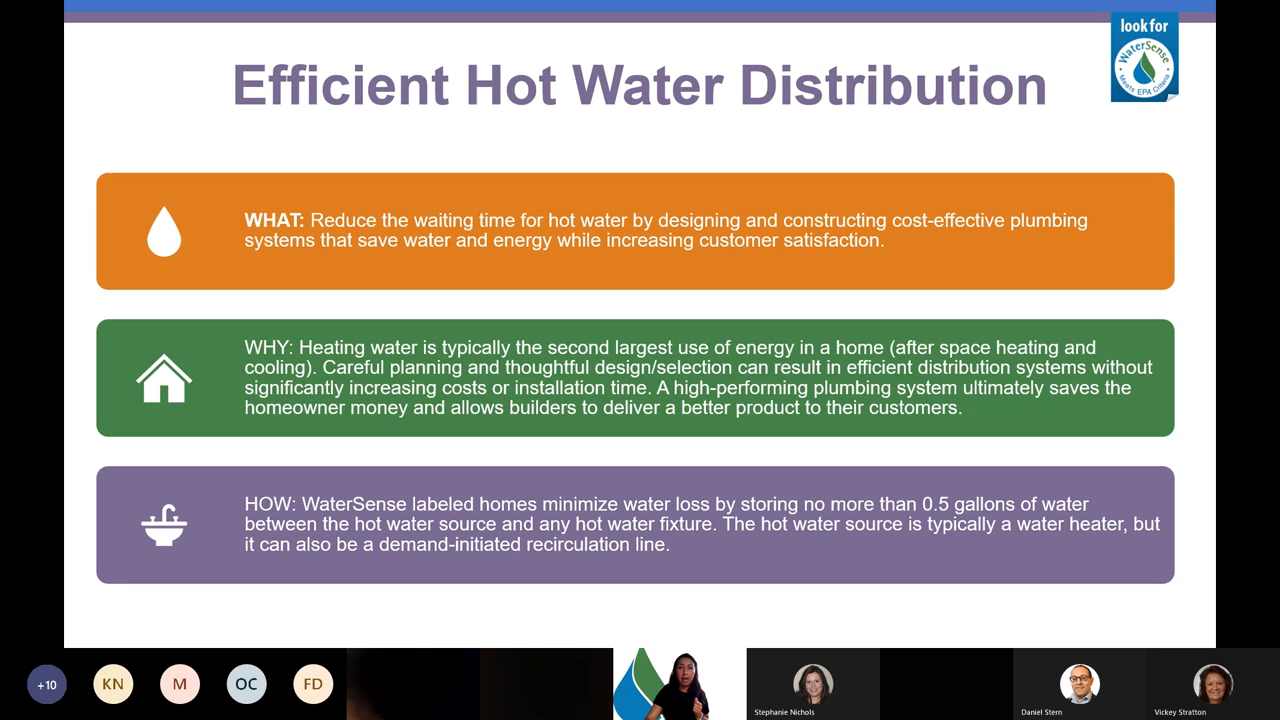 look for
WaterSense
Meets EPA Criteria
Efficient Hot Water Distribution
WHAT: Reduce the waiting time for hot water by designing and constructing cost-effective plumbing
systems that save water and energy while increasing customer satisfaction.
WHY: Heating water is typically the second largest use of energy in a home (after space heating and
cooling). Careful planning and thoughtful design/selection can result in efficient distribution systems without
significantly increasing costs or installation time. A high-performing plumbing system ultimately saves the
homeowner money and allows builders to deliver a better product to their customers.
HOW: WaterSense labeled homes minimize water loss by storing no more than 0.5 gallons of water
between the hot water source and any hot water fixture. The hot water source is typically a water heater, but
it can also be a demand-initiated recirculation line.
+10
KN
M
OC
FD
Stephanie Nichols
Daniel Stern
Vickey Stratton